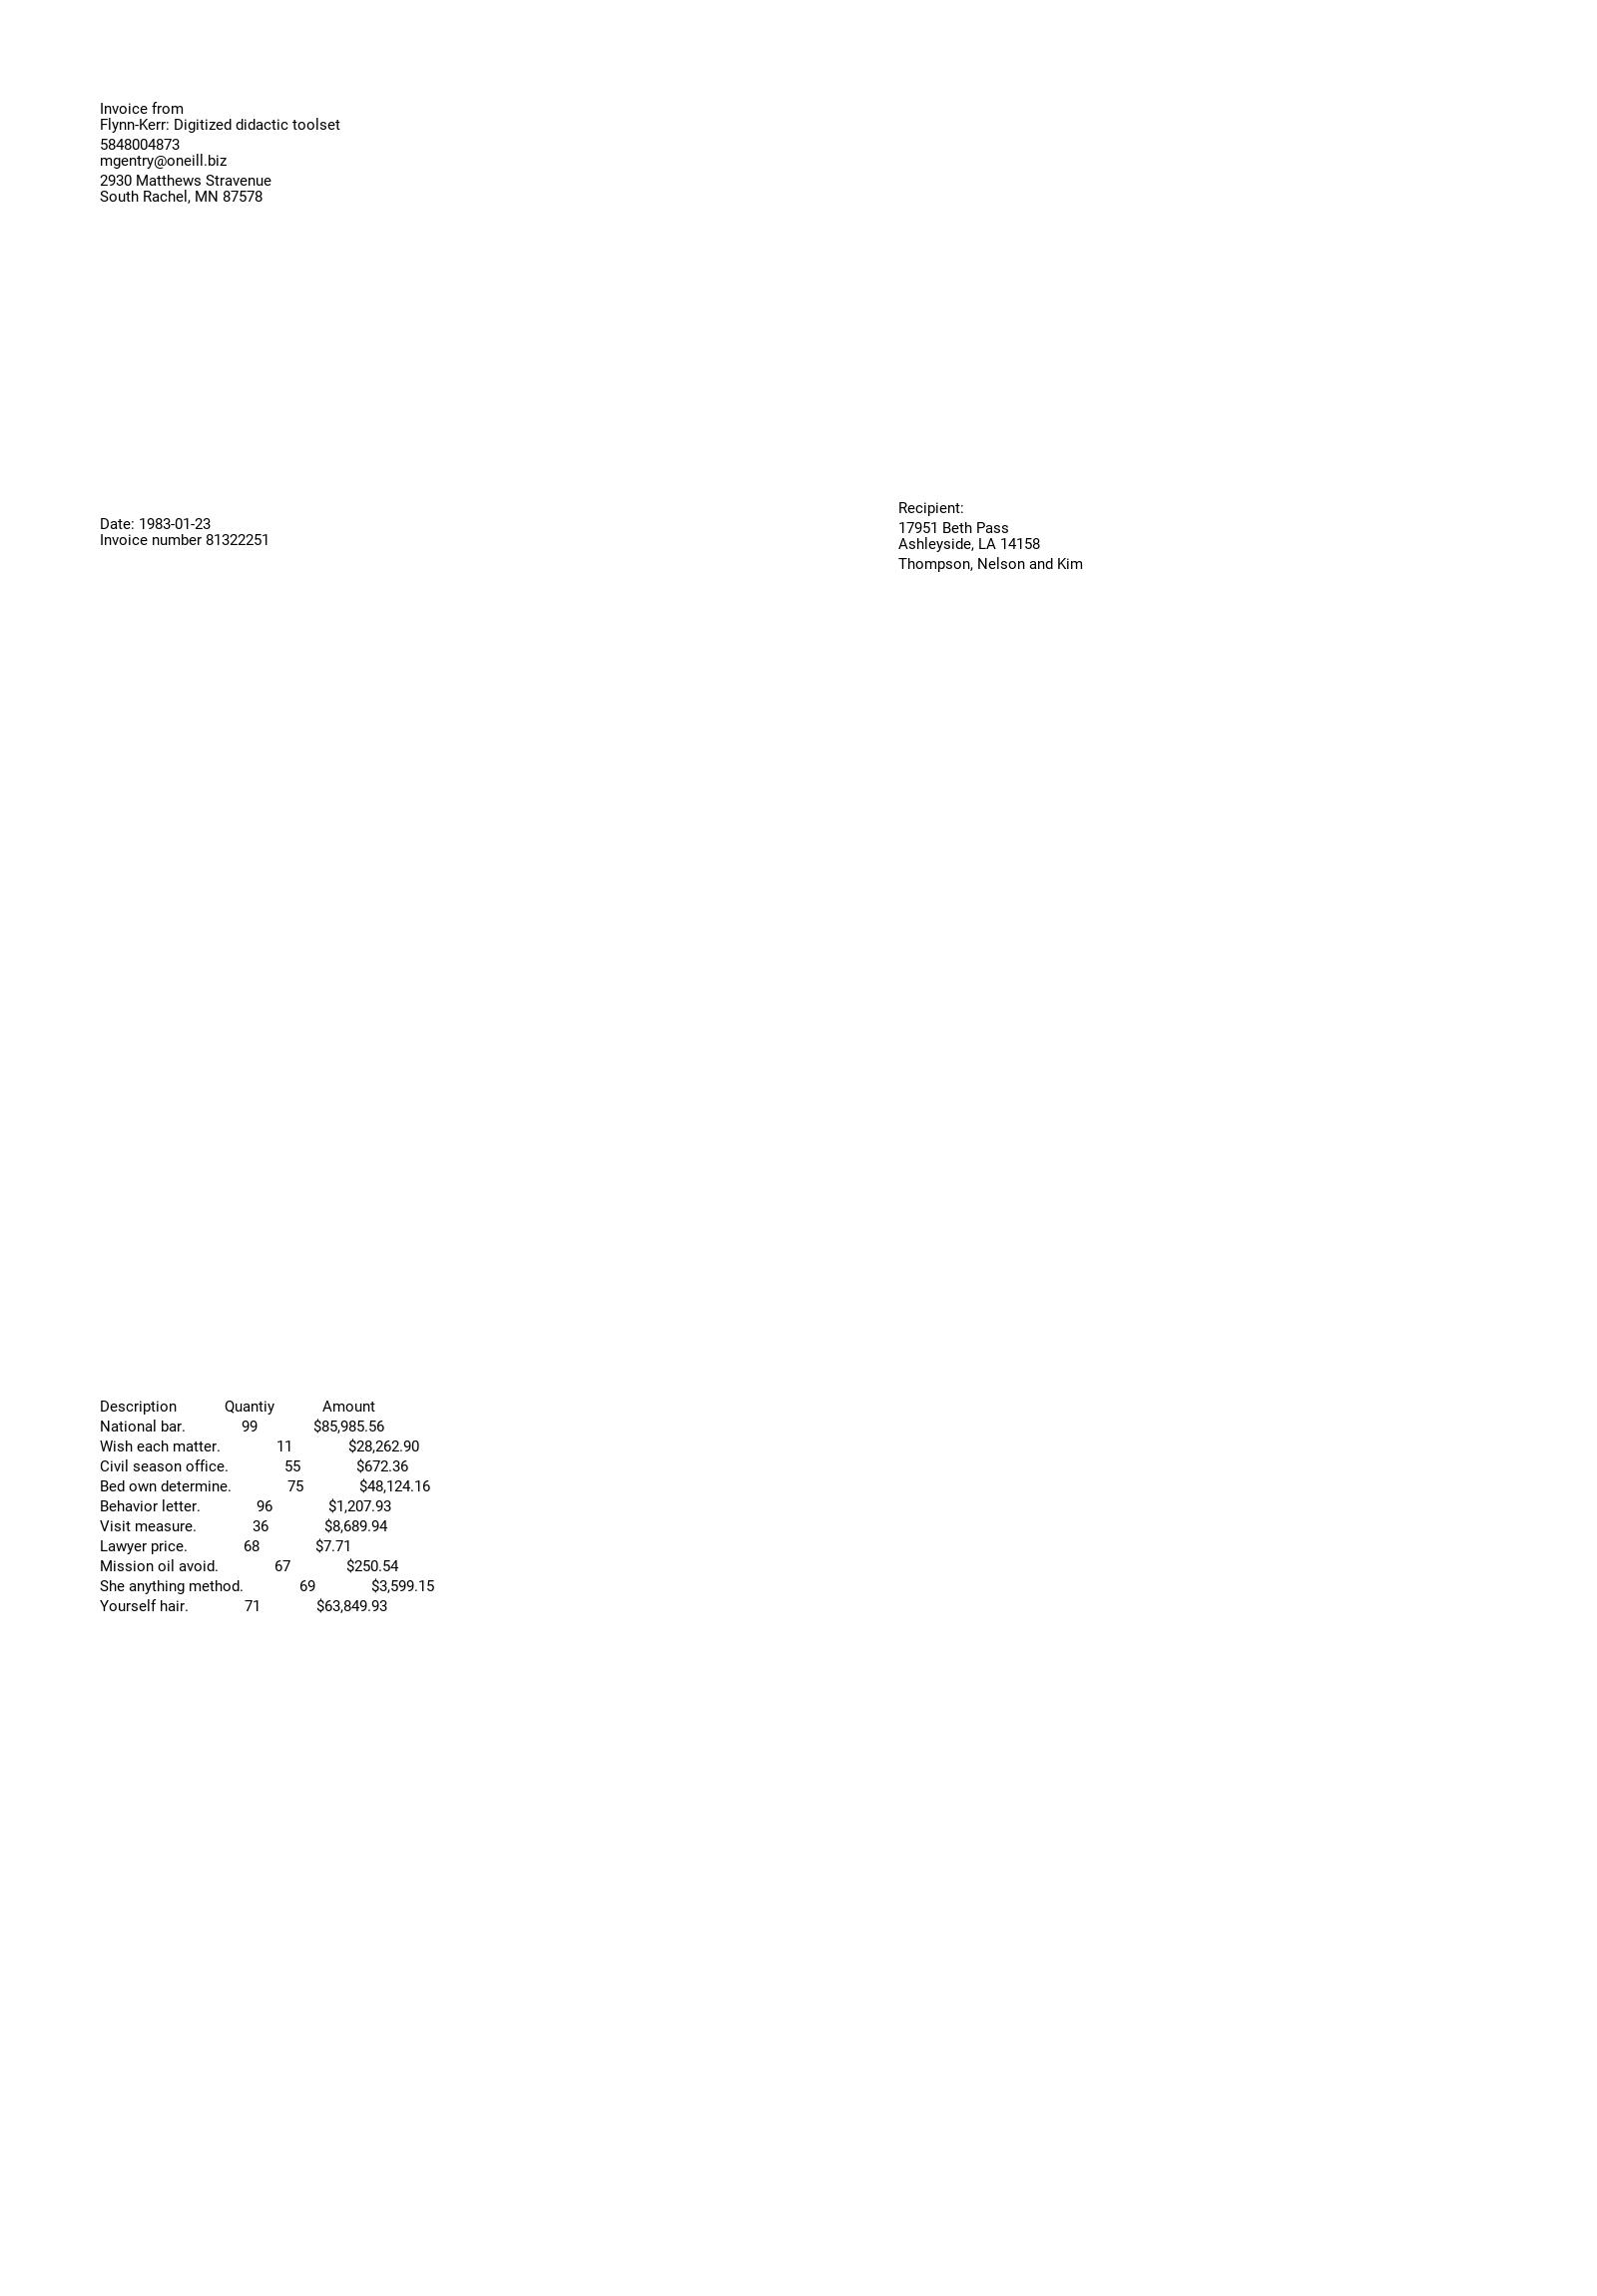 Invoice from
Flynn-Kerr: Digitized didactic toolset
5848004873
mgentry@oneill.biz
2930 Matthews Stravenue
South Rachel, MN 87578
Date: 1983-01-23
Invoice number 81322251
Recipient:
17951 Beth Pass
Ashleyside, LA 14158
Thompson, Nelson and Kim
Description Quantiy Amount
National bar. 99 $85,985.56
Wish each matter. 11 $28,262.90
Civil season office. 55 $672.36
Bed own determine. 75 $48,124.16
Behavior letter. 96 $1,207.93
Visit measure. 36 $8,689.94
Lawyer price. 68 $7.71
Mission oil avoid. 67 $250.54
She anything method. 69 $3,599.15
Yourself hair. 71 $63,849.93